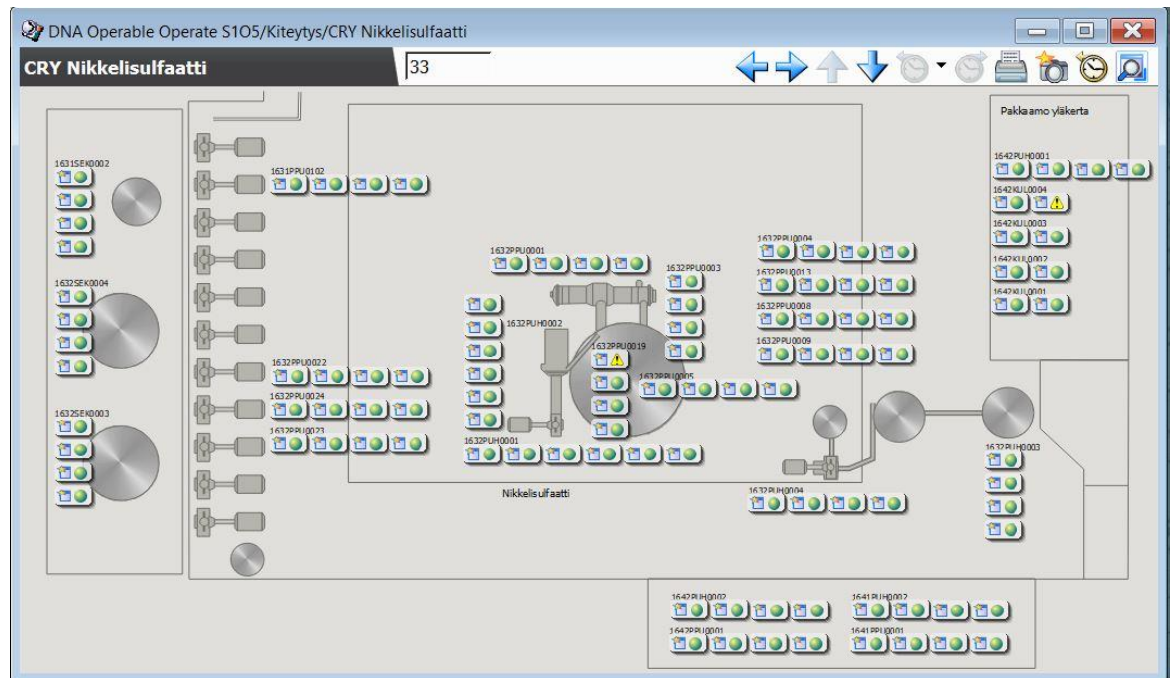 DNA Operable Operate S1O5/Kiteytys/CRY Nikkelisulfaatti
CRY Nikkelisulfaatti
33
Pakkaamo yläkerta
1631SEK0002
1631PPU0102
1642PUH0001
1642KUL0004
1642KUL0003
1642KUL0002
1642KUL0001
1632PPU0001
1632PPU0003
1632PPU0004
1632PPU0013
1632PPU0008
1632PPU0009
1632SEK0004
1632PUH0002
1632PPU0019
1632PPU0005
1632PPU0022
1632PPU0024
1632PPU0023
1632SEK0003
1632PUH0001
1632PUH0003
Nikkelisulfaatti
1632PUH0004
1642PUH0002
1641PUH0002
1642PPU0001
1641PPU0001